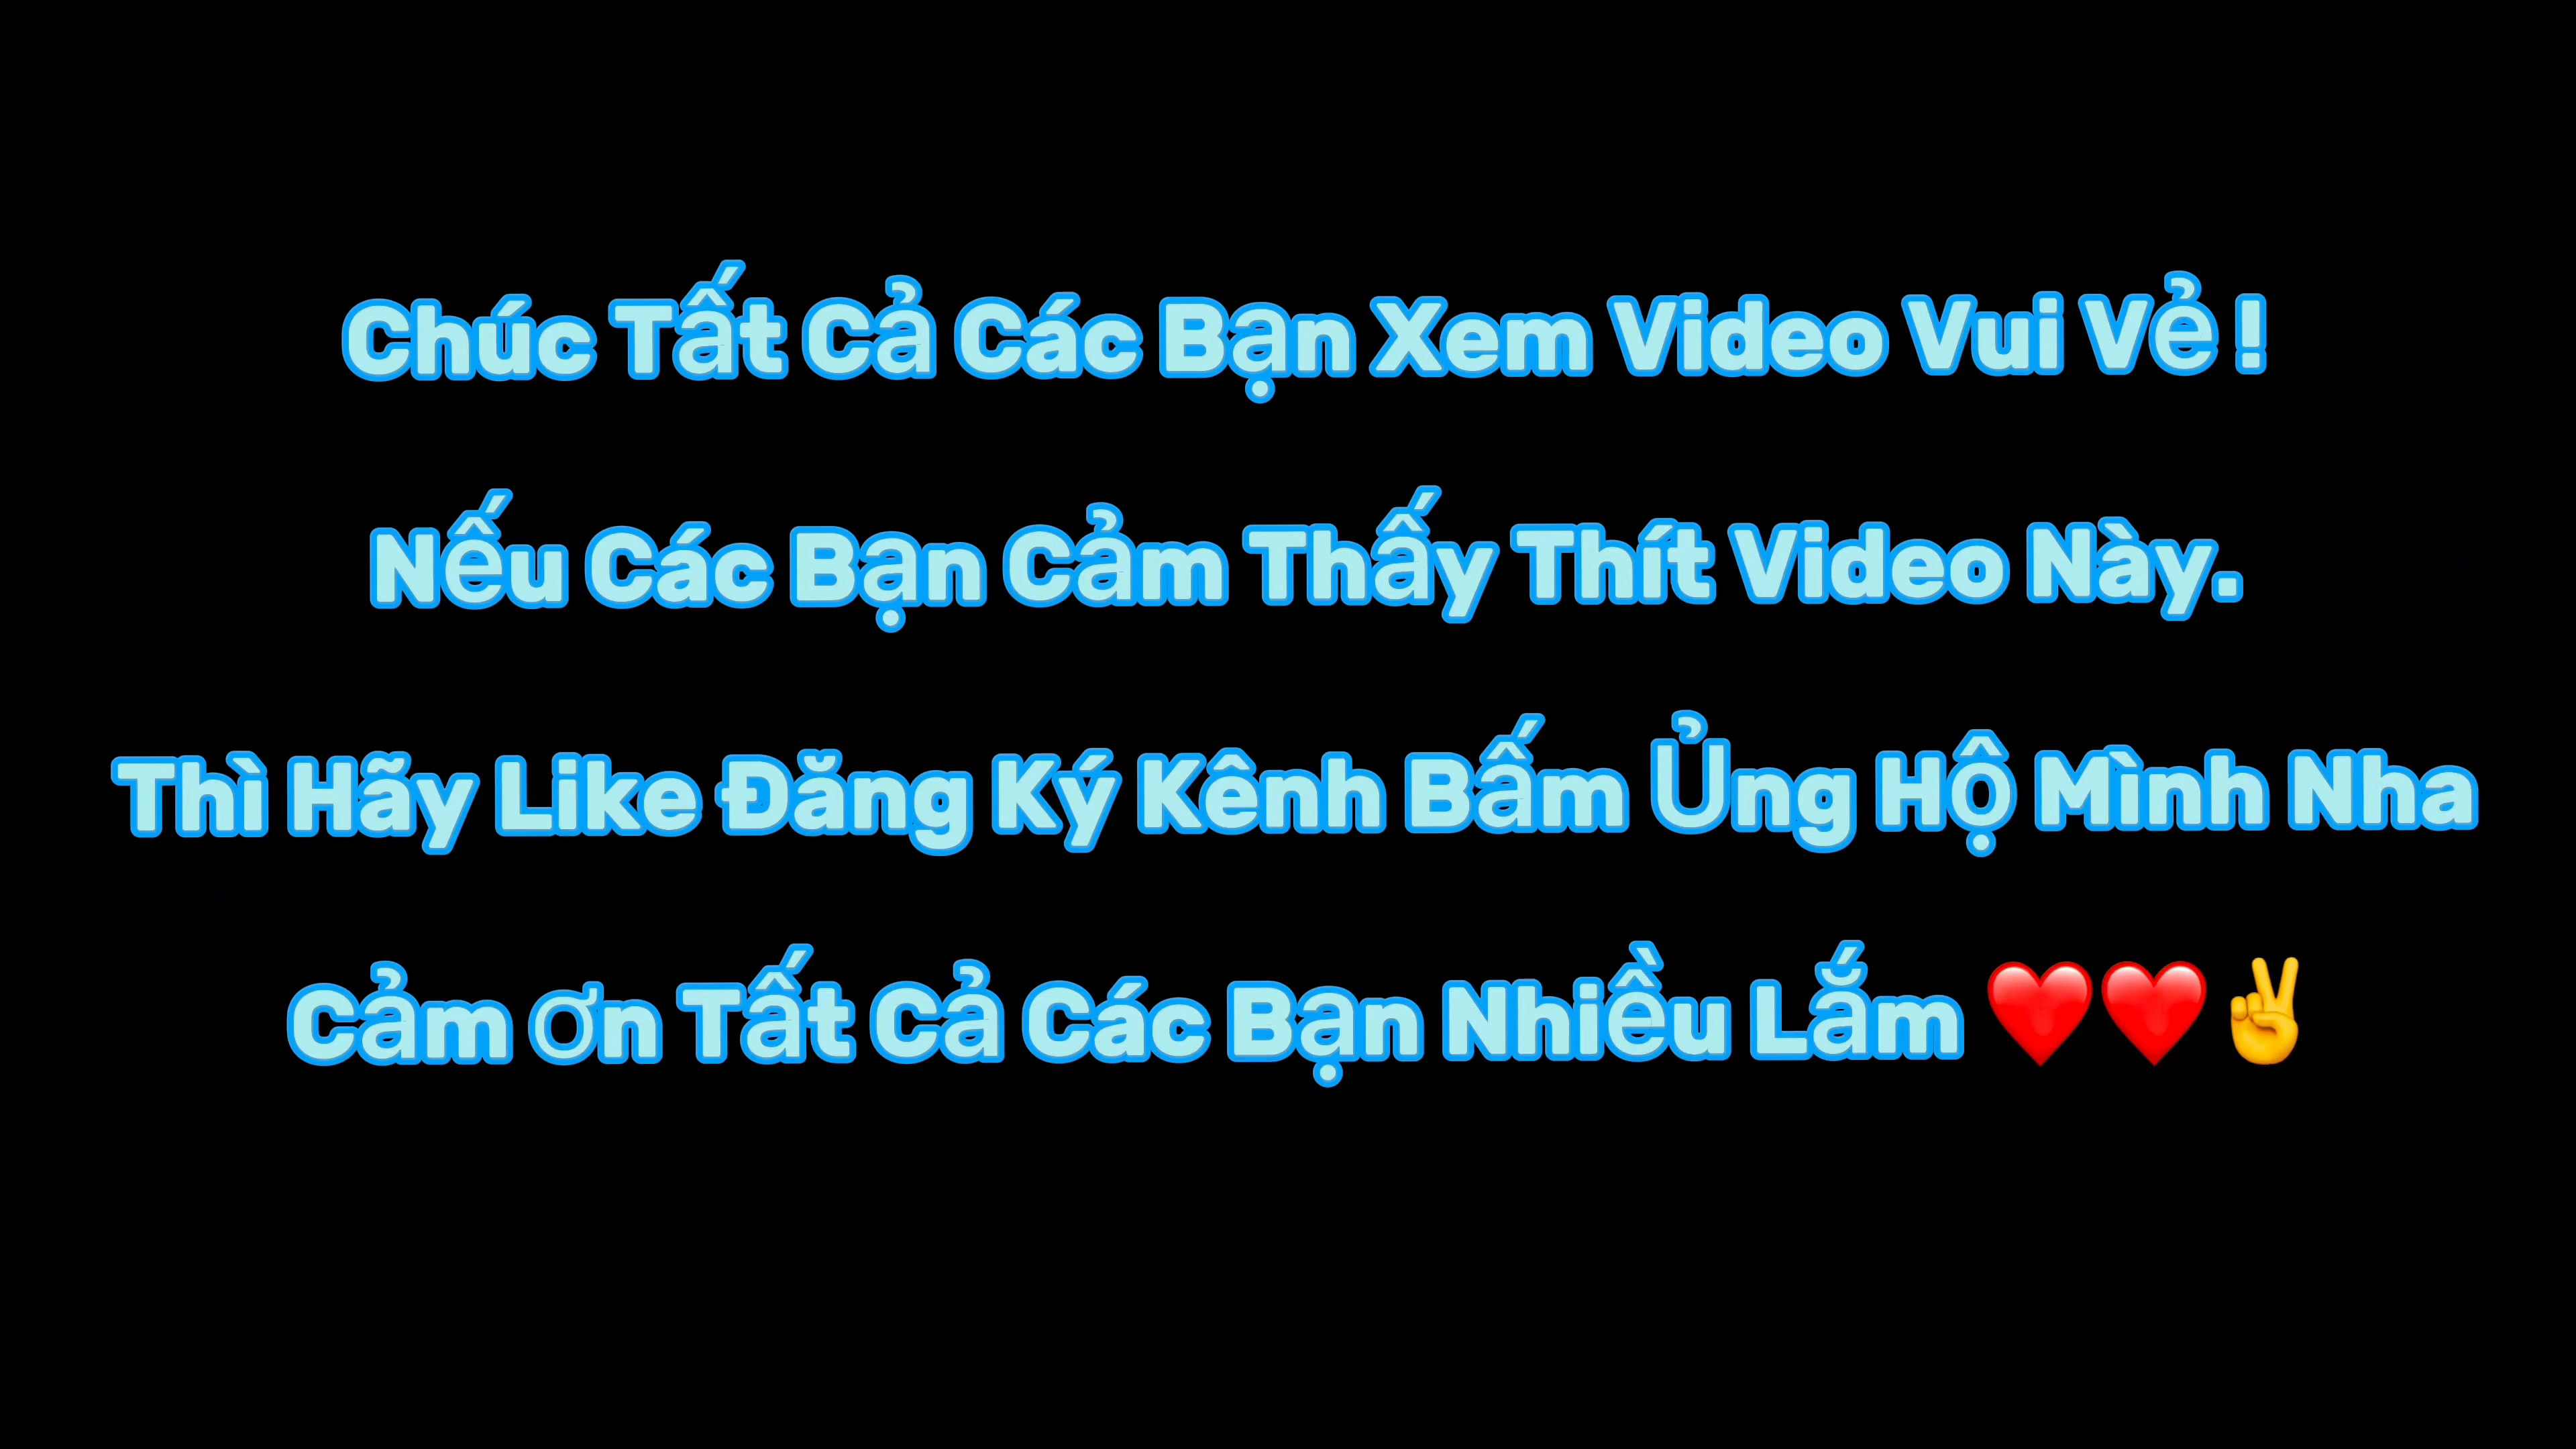 Chúc Tất Cả Các Bạn Xem Video Vui Vẻ !
Nếu Các Bạn Cảm Thấy Thít Video Này.
Thì Hãy Like Đăng Ký Kênh Bấm Ủng Hộ Mình Nha
Cảm ơn Tất Cả Các Bạn Nhiều Lắm ❤️❤️✌️